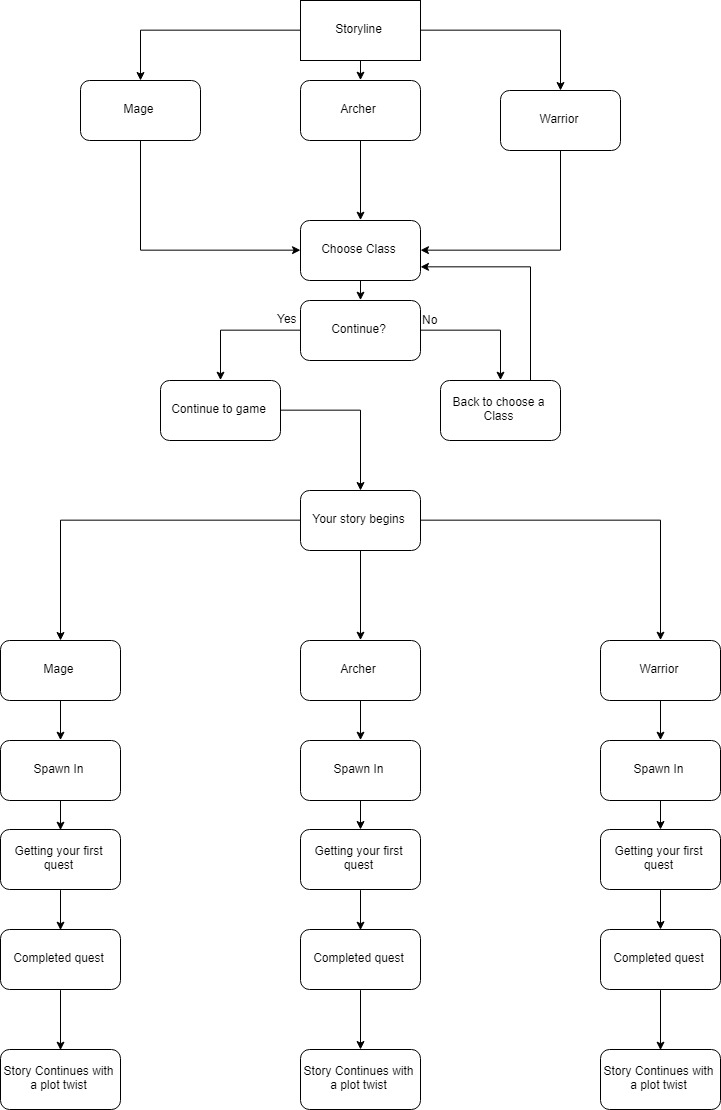 Storyline
Mage
Archer
Warrior
Choose Class
Yes
Continue?
No
Continue to game
Back to choose a
Class
Your story begins
Mage
Archer
Warrior
Spawn In
Spawn In
Spawn In
Getting your first
quest
Getting your first
quest
Getting your first
quest
Completed quest
Completed quest
Completed quest
Story Continues with
a plot twist
Story Continues with
a plot twist
Story Continues with
a plot twist